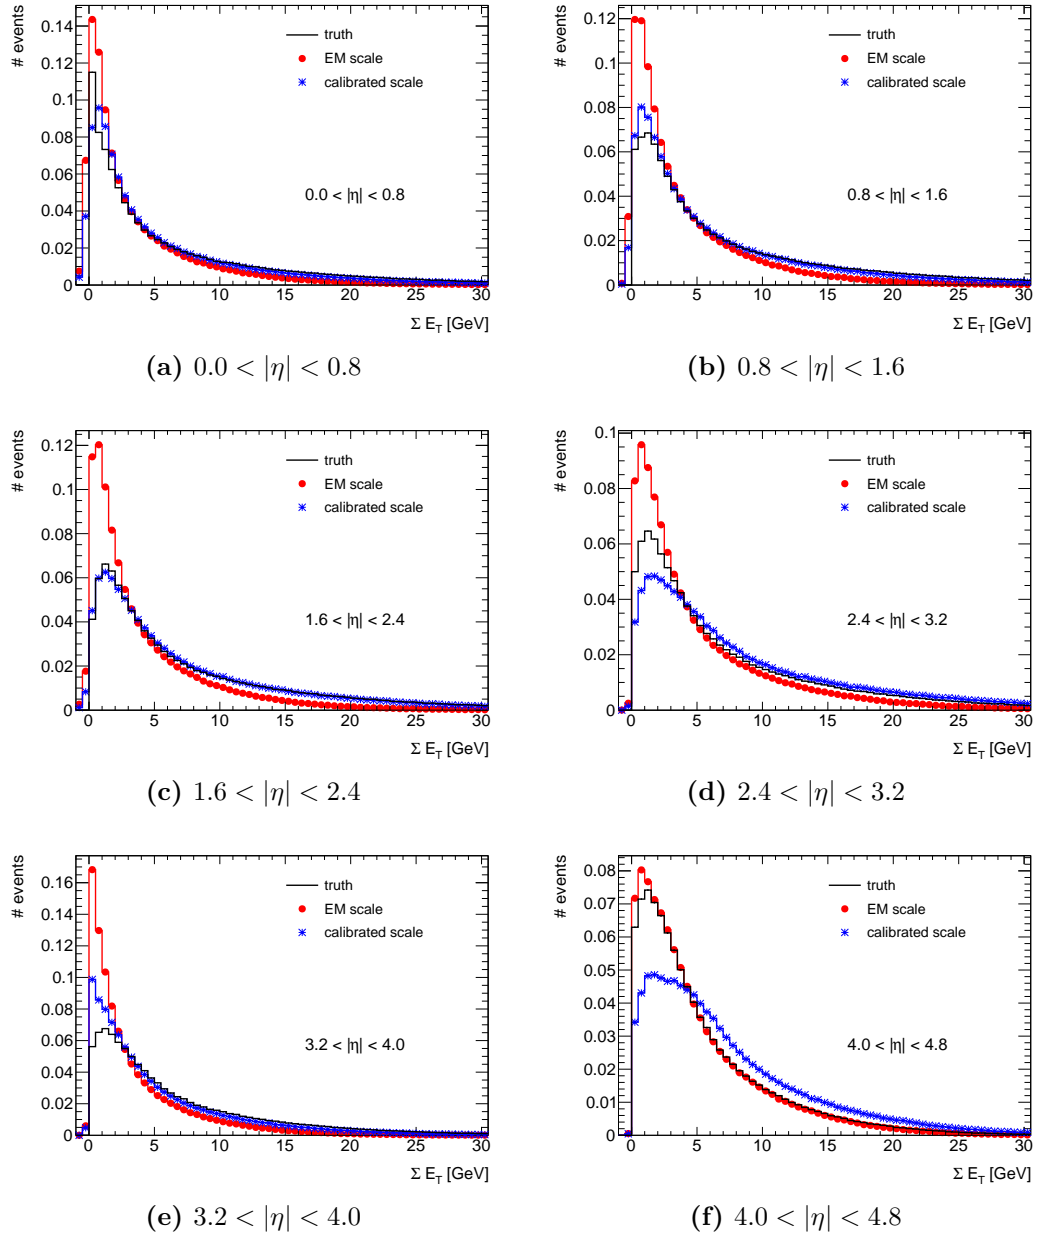 # events
0.14
0.12
0.1
0.08
0.06
0.04
0.02
0
truth
EM scale
calibrated scale
0.0 < |η| < 0.8
0 5 10 15 20 25 30
Σ E_T [GeV]
(a) 0.0 < |η| < 0.8
# events
0.12
0.1
0.08
0.06
0.04
0.02
0
truth
EM scale
calibrated scale
0.8 < |η| < 1.6
0 5 10 15 20 25 30
Σ E_T [GeV]
(b) 0.8 < |η| < 1.6
# events
0.12
0.1
0.08
0.06
0.04
0.02
0
truth
EM scale
calibrated scale
1.6 < |η| < 2.4
0 5 10 15 20 25 30
Σ E_T [GeV]
(c) 1.6 < |η| < 2.4
# events
0.1
0.08
0.06
0.04
0.02
0
truth
EM scale
calibrated scale
2.4 < |η| < 3.2
0 5 10 15 20 25 30
Σ E_T [GeV]
(d) 2.4 < |η| < 3.2
# events
0.16
0.14
0.12
0.1
0.08
0.06
0.04
0.02
0
truth
EM scale
calibrated scale
3.2 < |η| < 4.0
0 5 10 15 20 25 30
Σ E_T [GeV]
(e) 3.2 < |η| < 4.0
# events
0.08
0.07
0.06
0.05
0.04
0.03
0.02
0.01
0
truth
EM scale
calibrated scale
4.0 < |η| < 4.8
0 5 10 15 20 25 30
Σ E_T [GeV]
(f) 4.0 < |η| < 4.8